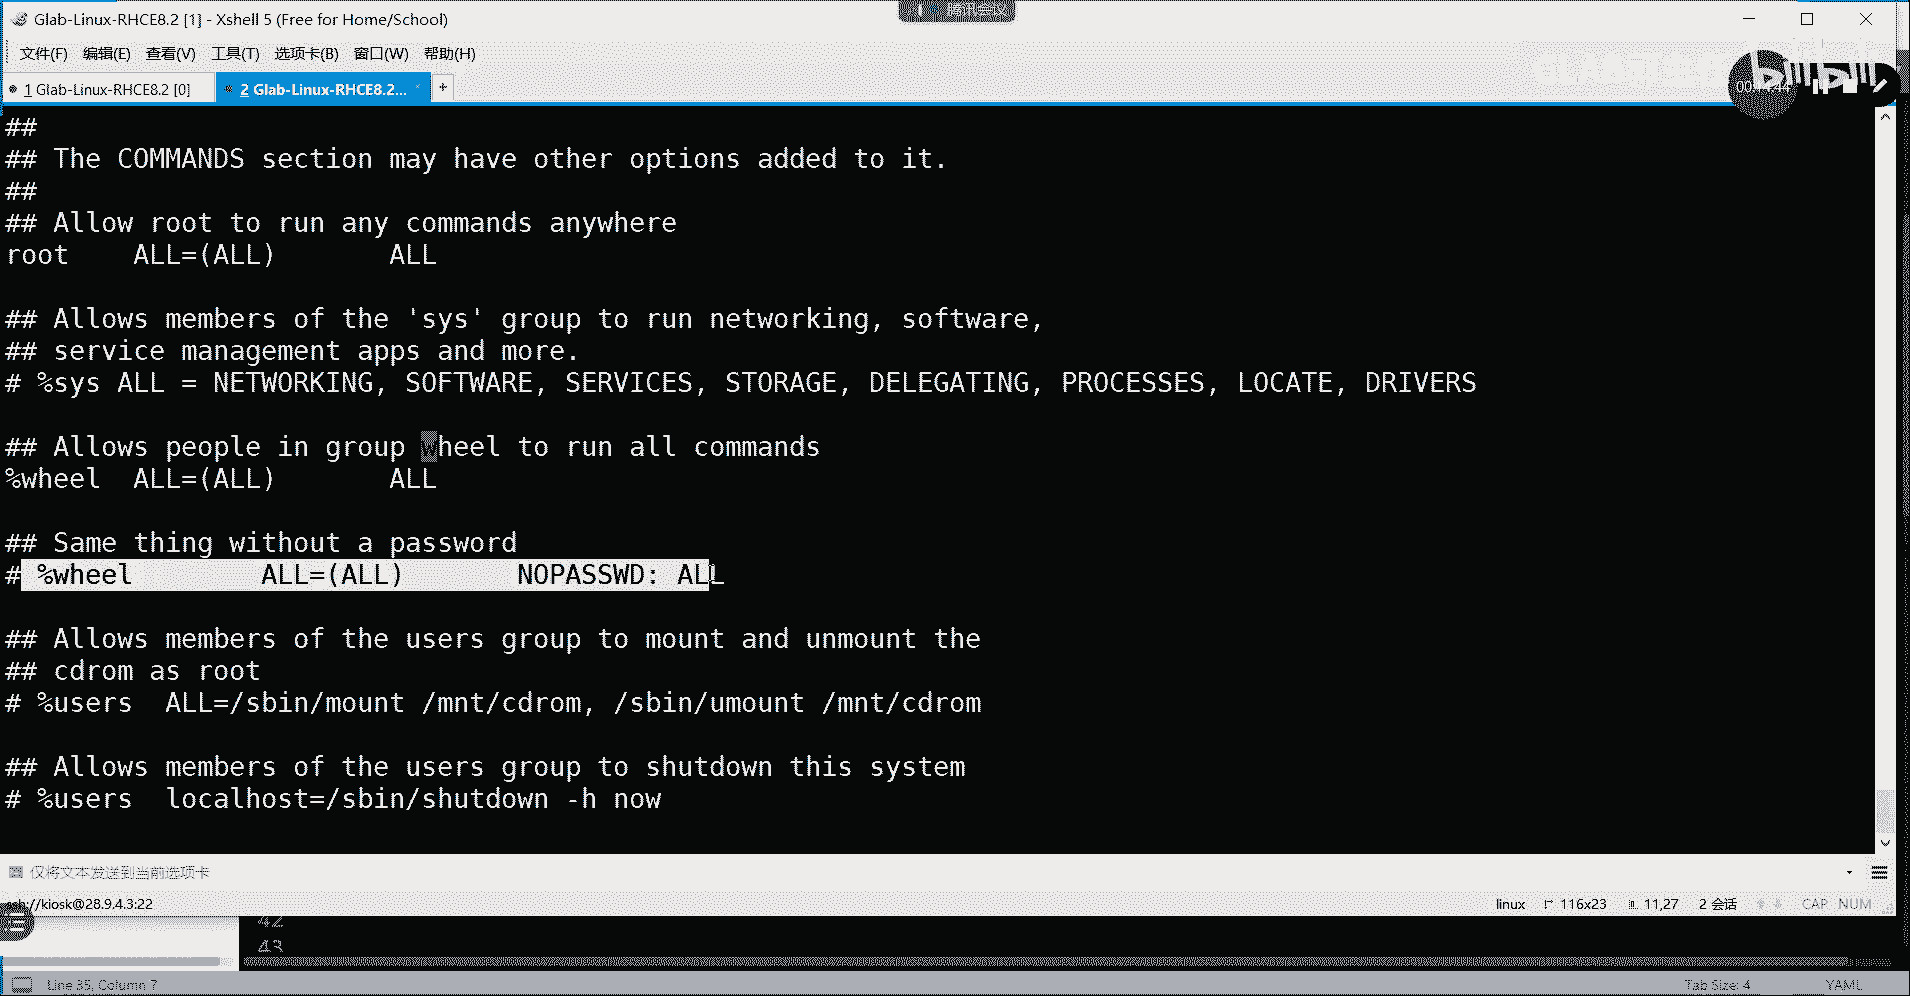 Glab-Linux-RHCE8.2 [1] - Xshell 5 (Free for Home/School)
腾讯会议
文件(F) 编辑(E) 查看(V) 工具(T) 选项卡(B) 窗口(W) 帮助(H)
1 Glab-Linux-RHCE8.2 [0]
2 Glab-Linux-RHCE8.2... +
##
## The COMMANDS section may have other options added to it.
##
## Allow root to run any commands anywhere
root ALL=(ALL) ALL
## Allows members of the 'sys' group to run networking, software,
## service management apps and more.
# %sys ALL = NETWORKING, SOFTWARE, SERVICES, STORAGE, DELEGATING, PROCESSES, LOCATE, DRIVERS
## Allows people in group wheel to run all commands
%wheel ALL=(ALL) ALL
## Same thing without a password
# %wheel ALL=(ALL) NOPASSWD: ALL
## Allows members of the users group to mount and unmount the
## cdrom as root
# %users ALL=/sbin/mount /mnt/cdrom, /sbin/umount /mnt/cdrom
## Allows members of the users group to shutdown this system
# %users localhost=/sbin/shutdown -h now
仅将文本发送到当前选项卡
ssh://kiosk@28.9.4.3:22
linux 116x23 11,27 2 会话 CAP NUM
42
43
Line 35, Column 7
Tab Size: 4 YAML